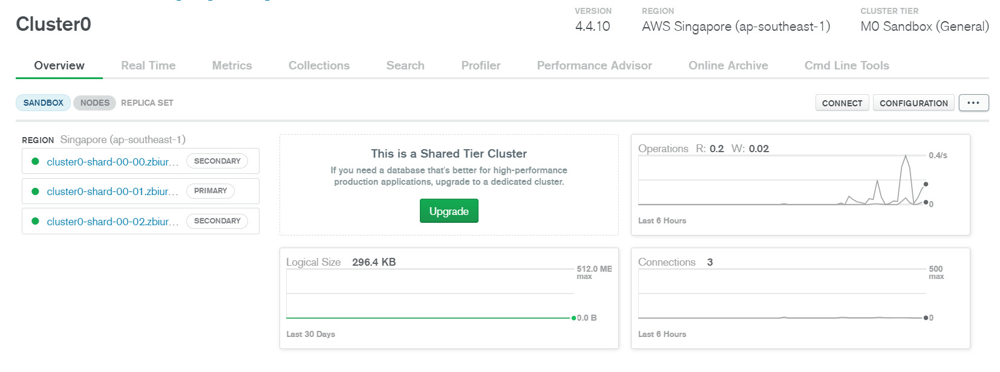 Cluster0
VERSION
4.4.10
REGION
AWS Singapore (ap-southeast-1)
CLUSTER TIER
M0 Sandbox (General)
Overview
Real Time
Metrics
Collections
Search
Profiler
Performance Advisor
Online Archive
Cmd Line Tools
SANDBOX
NODES
REPLICA SET
CONNECT
CONFIGURATION
•••
REGION Singapore (ap-southeast-1)
cluster0-shard-00-00.zbiur... SECONDARY
cluster0-shard-00-01.zbiur... PRIMARY
cluster0-shard-00-02.zbiur... SECONDARY
This is a Shared Tier Cluster
If you need a database that's better for high-performance
production applications, upgrade to a dedicated cluster.
Upgrade
Operations R: 0.2 W: 0.02
0.4/s
0
Last 6 Hours
Logical Size 296.4 KB
512.0 MB
max
0.0 B
Last 30 Days
Connections 3
500
max
0
Last 6 Hours